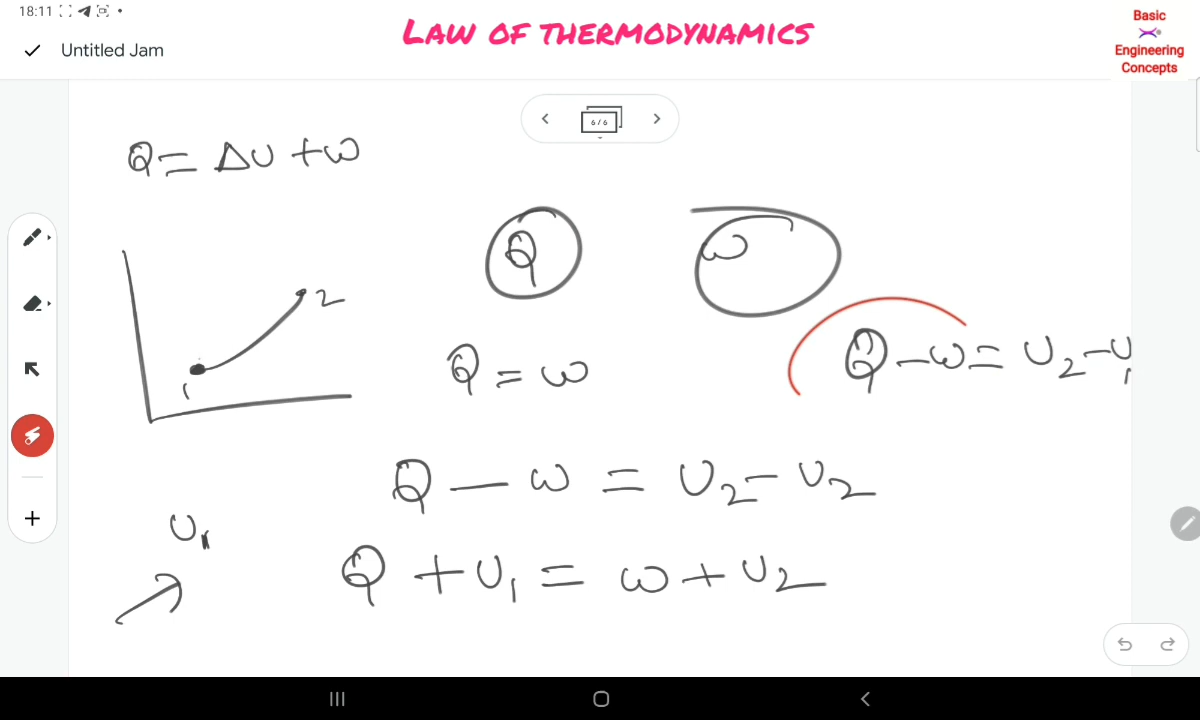 18:11
LAW OF THERMODYNAMICS
Basic
Engineering
Concepts
Untitled Jam
6/6
Q = ΔU + W
Q
W
2
1
Q = W
Q - W = U₂ - U₁
Q - W = U₂ - U₂
U₁
Q + U₁ = W + U₂